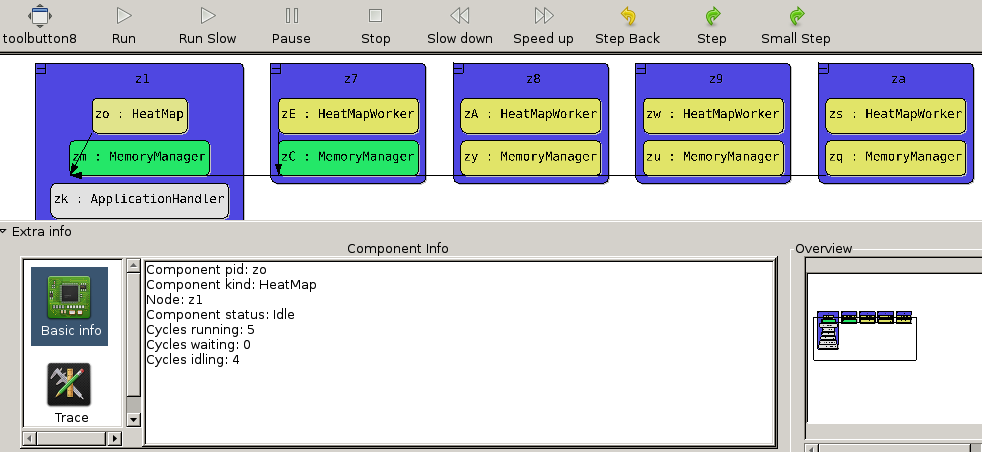 toolbutton8 Run Run Slow Pause Stop Slow down Speed up Step Back Step Small Step
z1 z7 z8 z9 za
zo : HeatMap zE : HeatMapWorker zA : HeatMapWorker zw : HeatMapWorker zs : HeatMapWorker
zm : MemoryManager zC : MemoryManager zy : MemoryManager zu : MemoryManager zq : MemoryManager
zk : ApplicationHandler
Extra info
Component Info
Overview
Basic info
Trace
Component pid: zo
Component kind: HeatMap
Node: z1
Component status: Idle
Cycles running: 5
Cycles waiting: 0
Cycles idling: 4